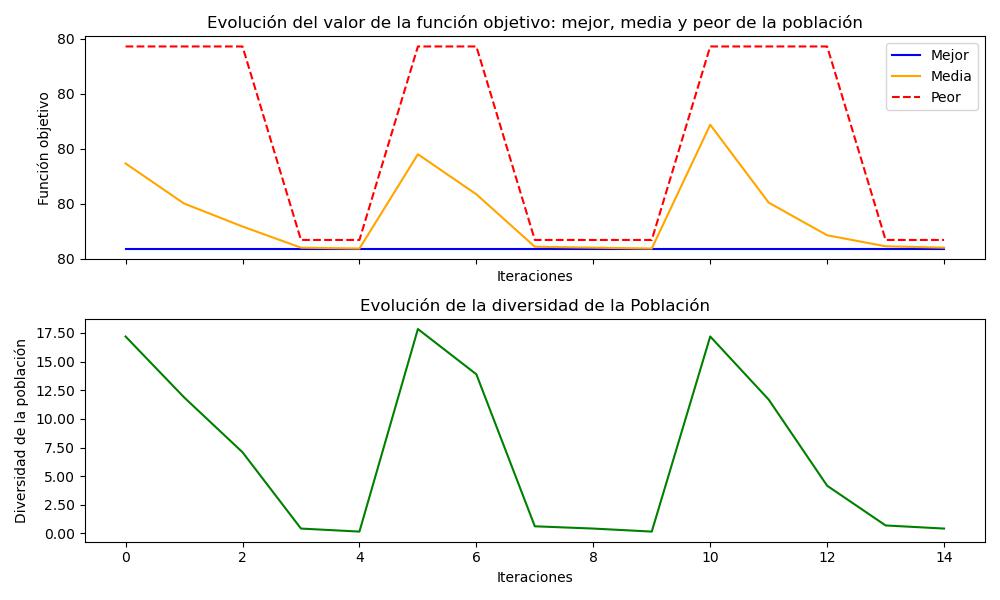 Evolución del valor de la función objetivo: mejor, media y peor de la población
80
80
80
80
80
Función objetivo
Mejor
Media
Peor
Iteraciones
Evolución de la diversidad de la Población
17.50
15.00
12.50
10.00
7.50
5.00
2.50
0.00
Diversidad de la población
0 2 4 6 8 10 12 14
Iteraciones